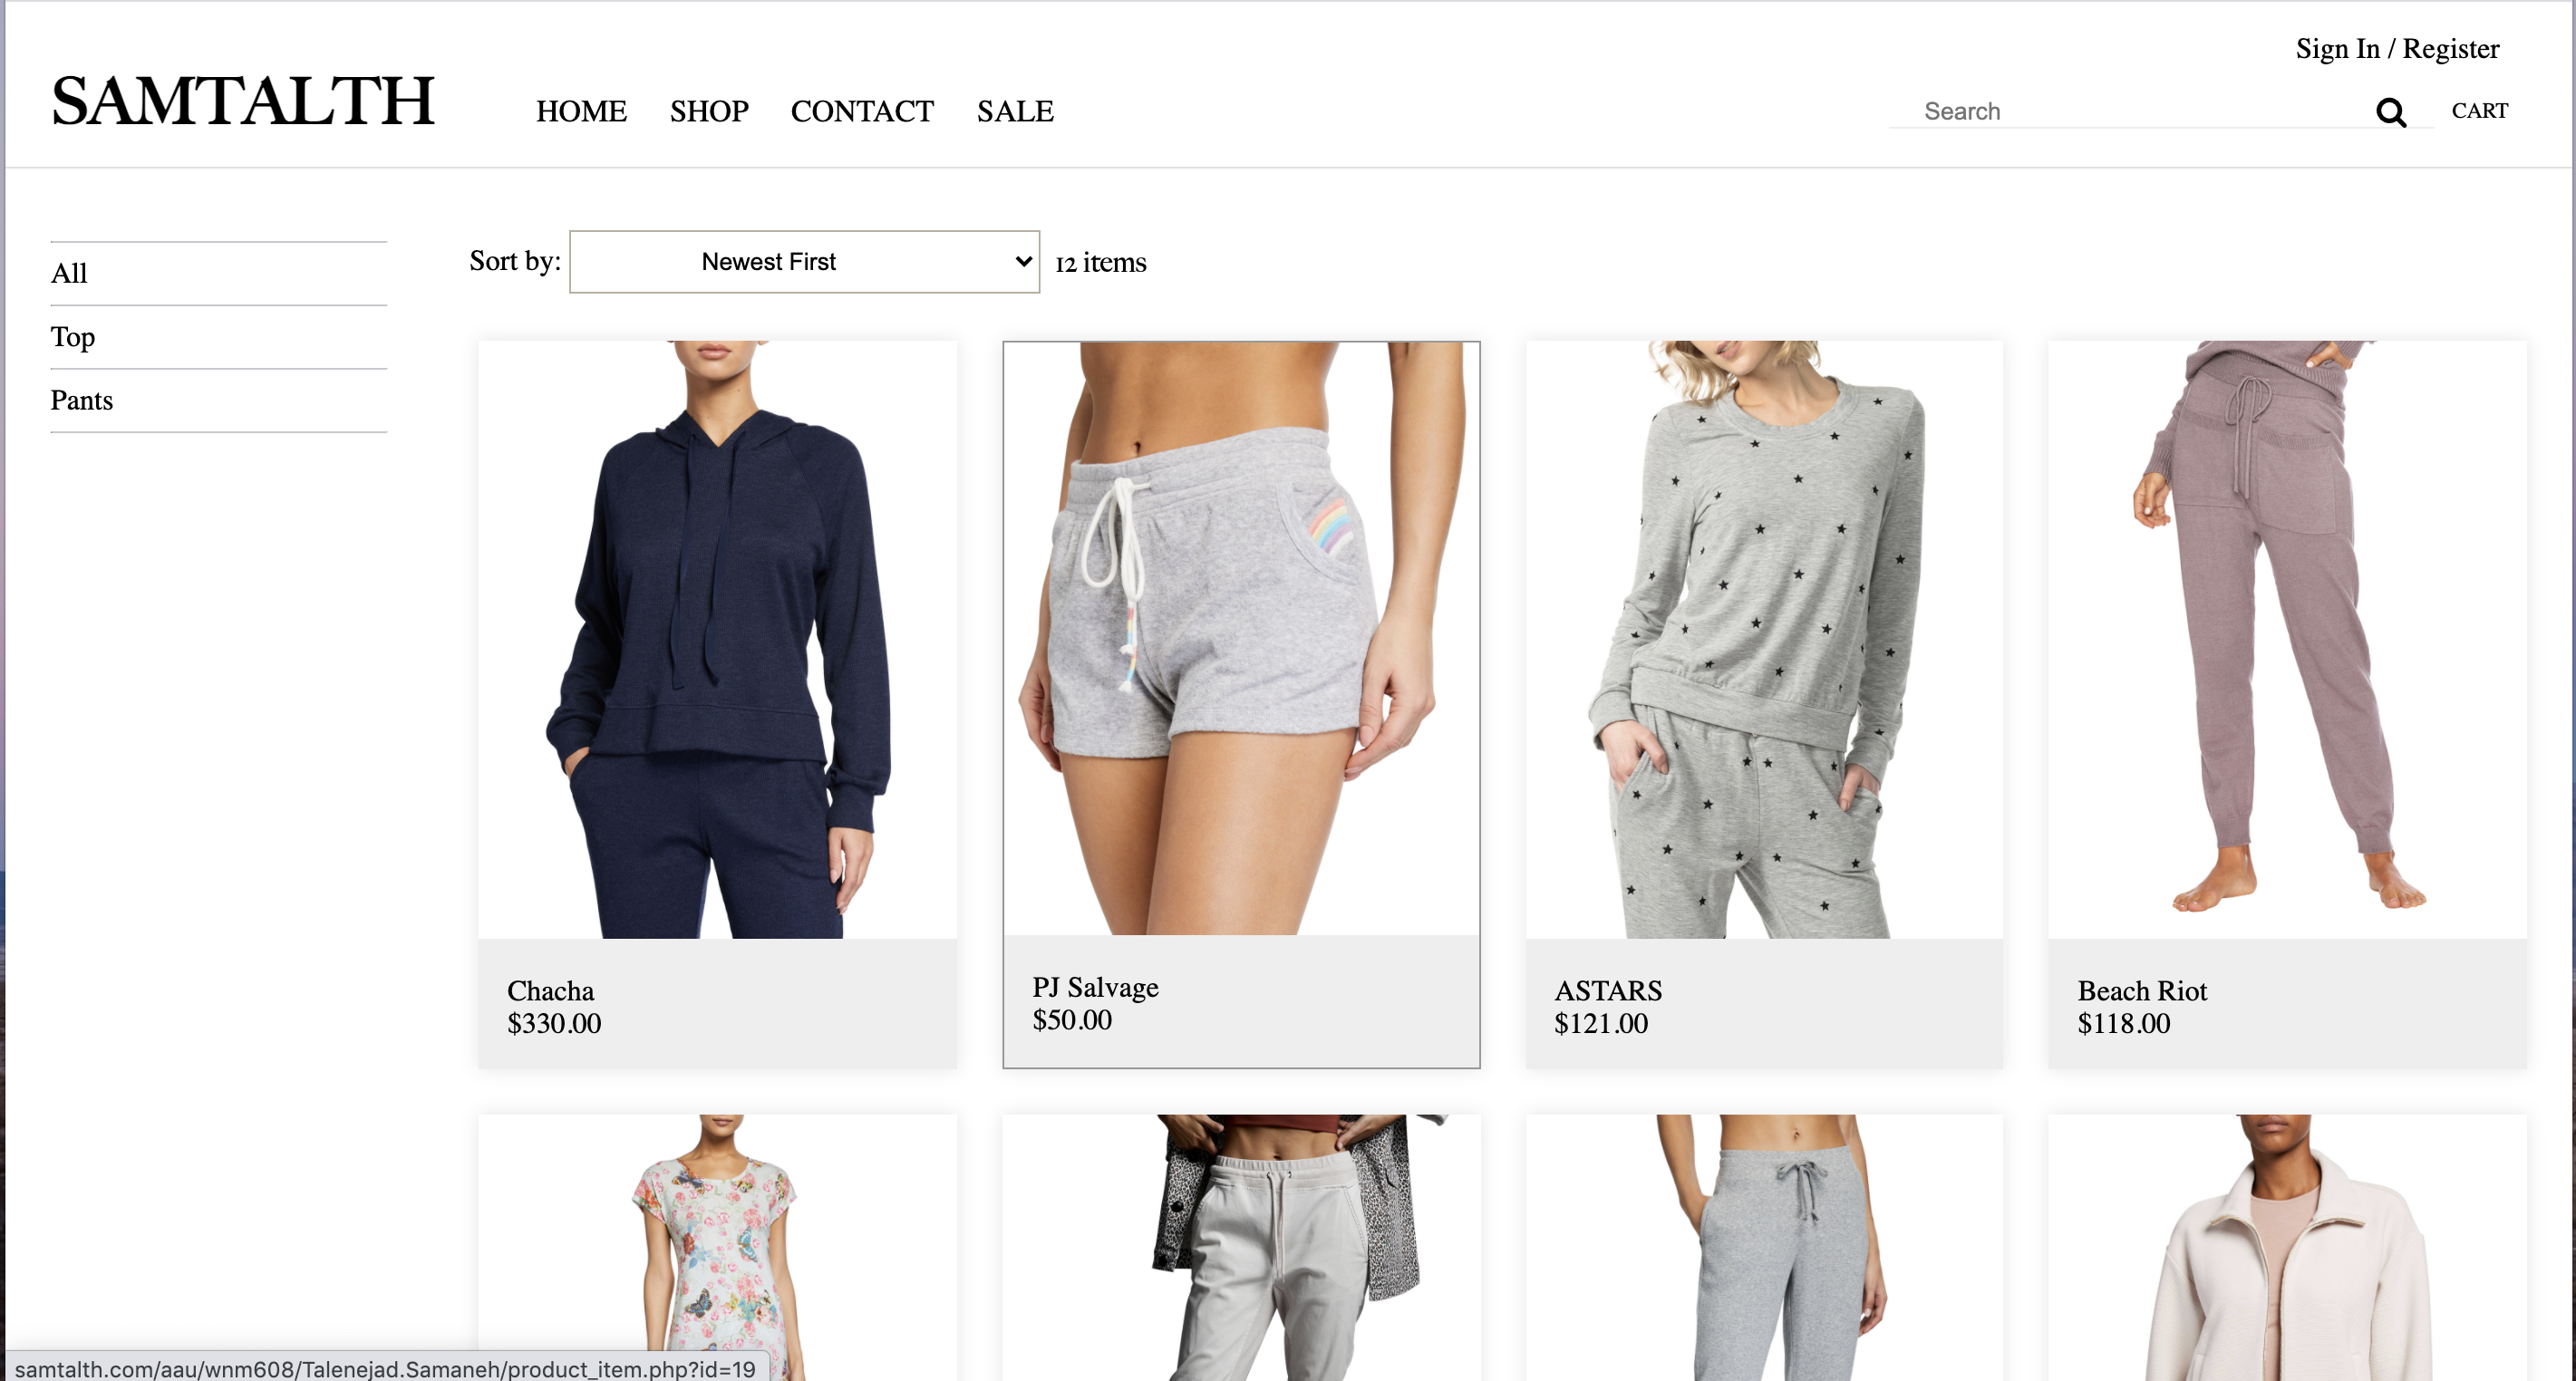 Sign In / Register
SAMTALTH
HOME SHOP CONTACT SALE
Search
CART
All
Top
Pants
Sort by: Newest First 12 items
Chacha
$330.00
PJ Salvage
$50.00
ASTARS
$121.00
Beach Riot
$118.00
samtalth.com/aau/wnm608/Talenejad.Samaneh/product_item.php?id=19